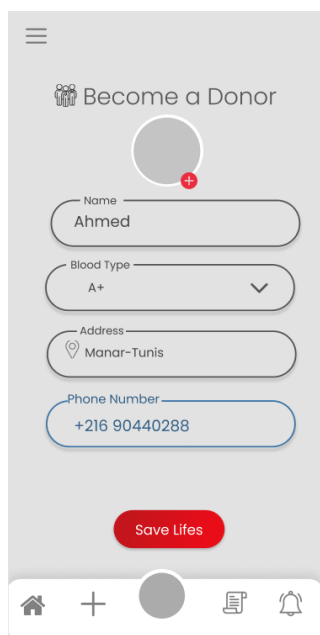 Become a Donor
Name
Ahmed
Blood Type
A+
Address
Manar-Tunis
Phone Number
+216 90440288
Save Lifes